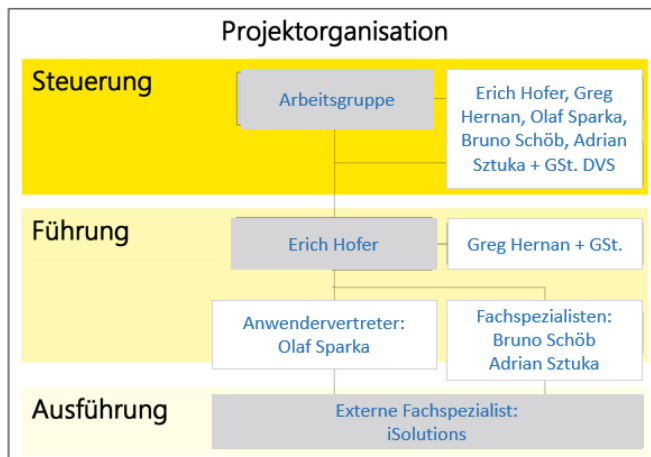 Projektorganisation
Steuerung
Arbeitsgruppe
Erich Hofer, Greg
Hernan, Olaf Sparka,
Bruno Schöb, Adrian
Sztuka + GSt. DVS
Führung
Erich Hofer
Greg Hernan + GSt.
Anwendervertreter:
Olaf Sparka
Fachspezialisten:
Bruno Schöb
Adrian Sztuka
Ausführung
Externe Fachspezialist:
iSolutions